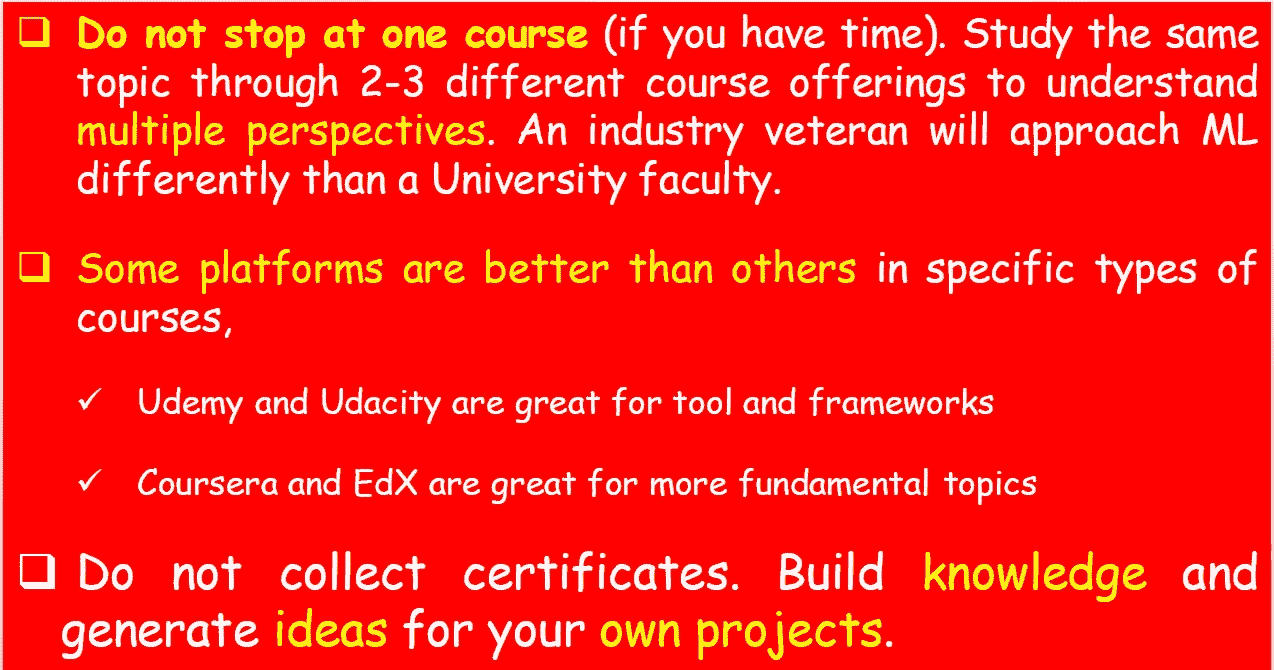 Do not stop at one course (if you have time). Study the same
topic through 2-3 different course offerings to understand
multiple perspectives. An industry veteran will approach ML
differently than a University faculty.
Some platforms are better than others in specific types of
courses,
✓ Udemy and Udacity are great for tool and frameworks
✓ Coursera and EdX are great for more fundamental topics
Do not collect certificates. Build knowledge and
generate ideas for your own projects.